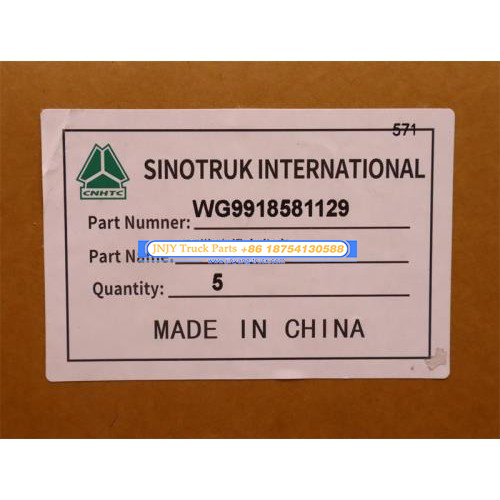 571
CNHTC
SINOTRUK INTERNATIONAL
Part Numner: WG9918581129
Part Name:
JNJY Truck Parts +86 18754130588
Quantity: 5
MADE IN CHINA